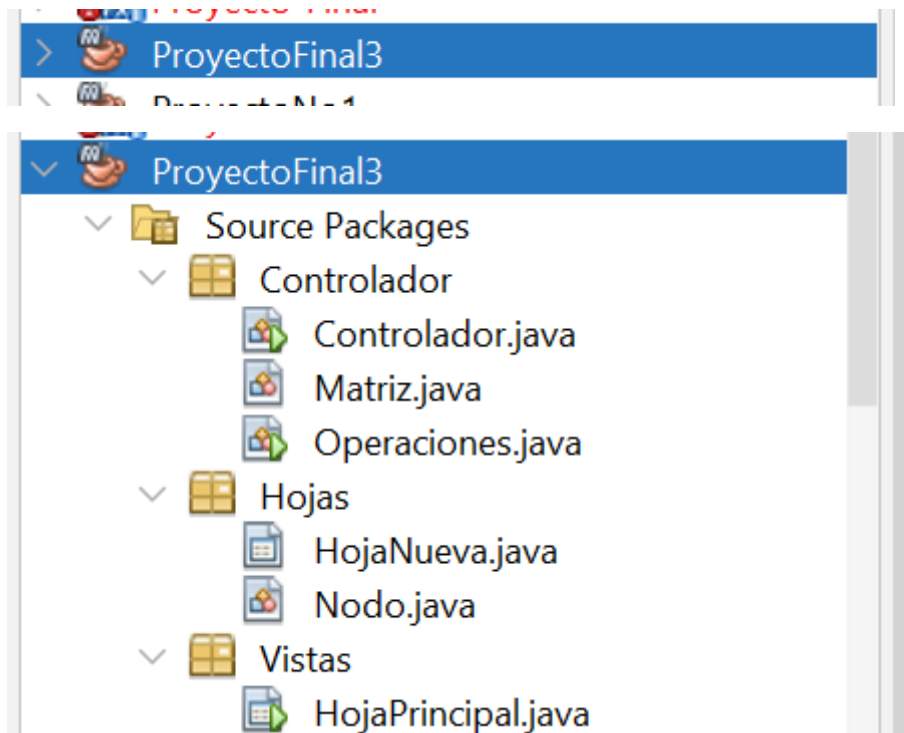 ProyectoFinal3
ProyectoFinal3
Source Packages
Controlador
Controlador.java
Matriz.java
Operaciones.java
Hojas
HojaNueva.java
Nodo.java
Vistas
HojaPrincipal.java